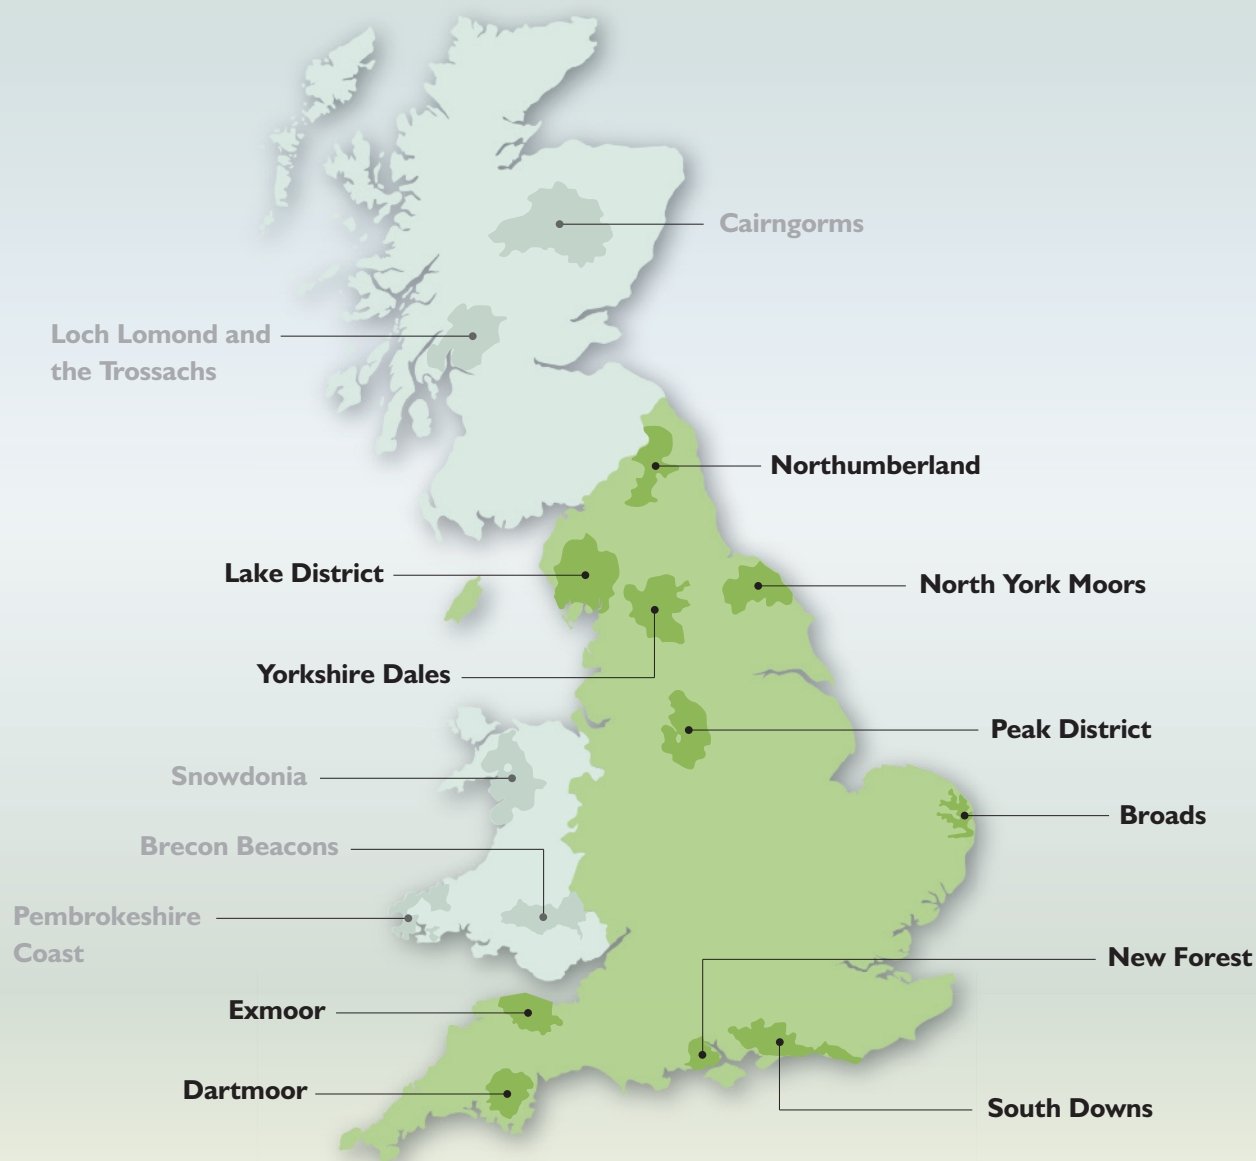 Cairngorms
Loch Lomond and
the Trossachs
Northumberland
Lake District
North York Moors
Yorkshire Dales
Peak District
Snowdonia
Broads
Brecon Beacons
Pembrokeshire
Coast
New Forest
Exmoor
Dartmoor
South Downs